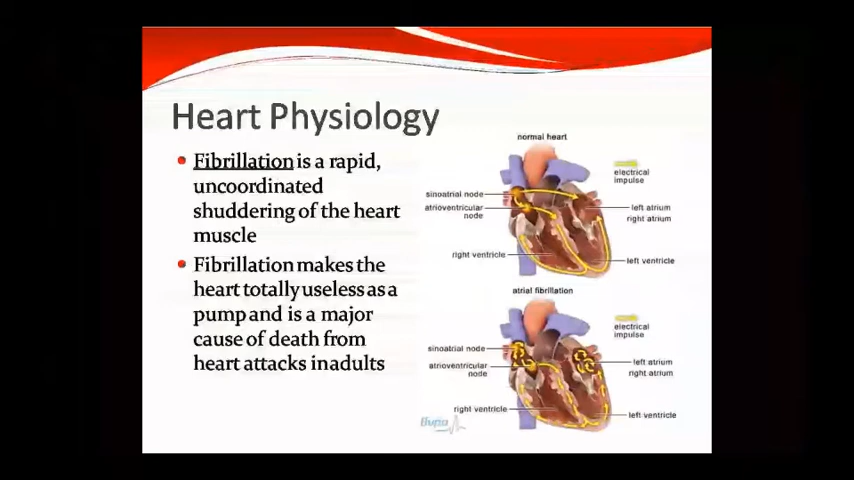 Heart Physiology
Fibrillation is a rapid,
uncoordinated
shuddering of the heart
muscle
Fibrillation makes the
heart totally useless as a
pump and is a major
cause of death from
heart attacks in adults
normal heart
electrical
impulse
sinoatrial node
atrioventricular
node
left atrium
right atrium
right ventricle
left ventricle
atrial fibrillation
electrical
impulse
sinoatrial node
atrioventricular
node
left atrium
right atrium
right ventricle
left ventricle
Bupa